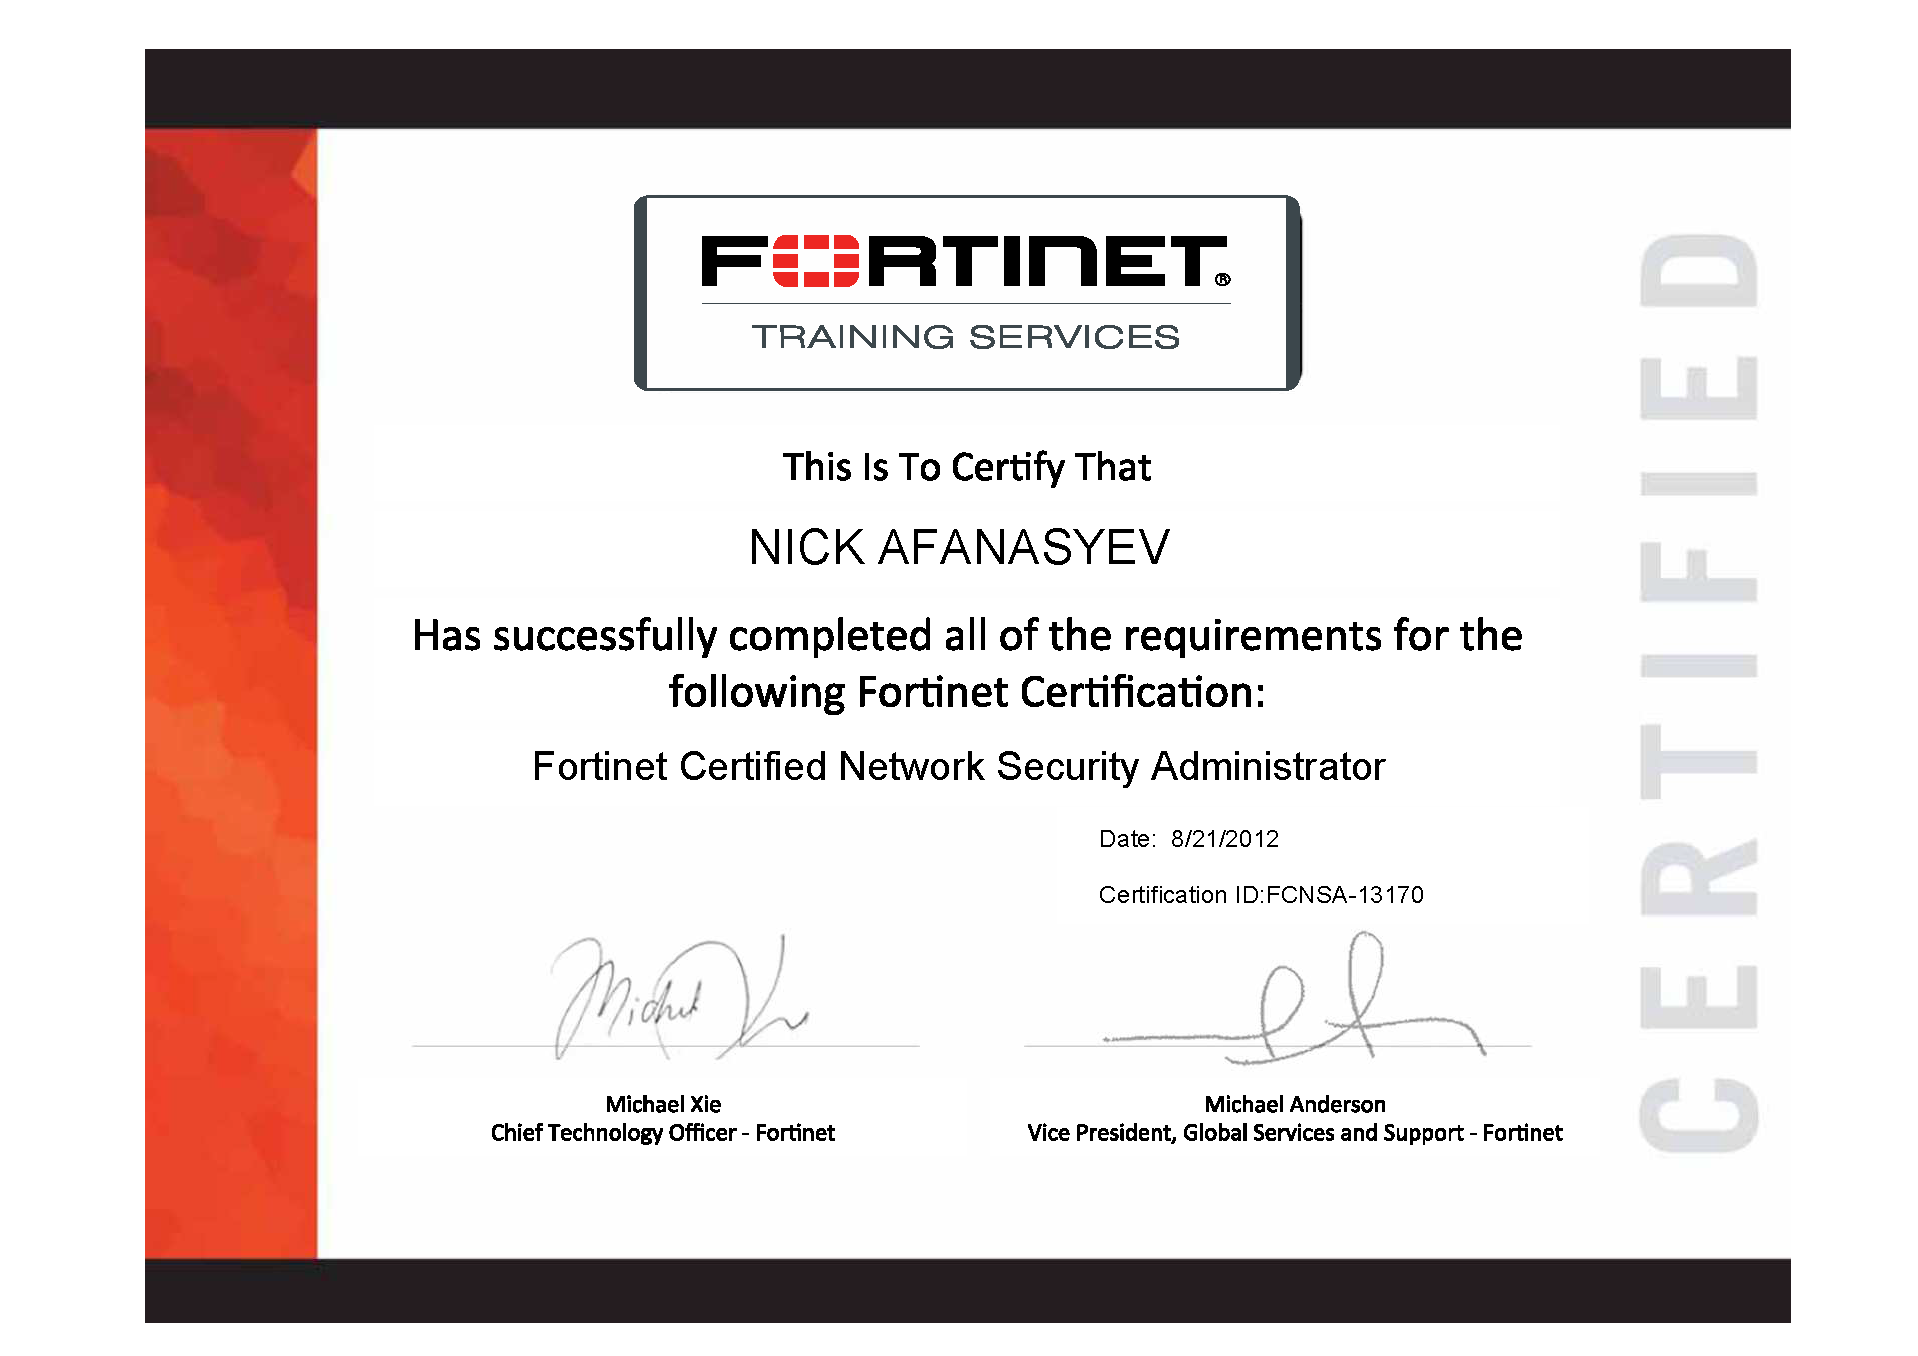 FORTINET®
TRAINING SERVICES
This Is To Certify That
NICK AFANASYEV
Has successfully completed all of the requirements for the
following Fortinet Certification:
Fortinet Certified Network Security Administrator
Date: 8/21/2012
Certification ID:FCNSA-13170
Michael Xie
Chief Technology Officer - Fortinet
Michael Anderson
Vice President, Global Services and Support - Fortinet
CERTIFIED